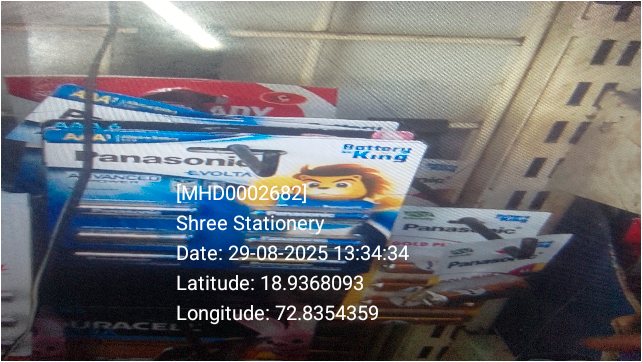 AAA
Panasonic
EVOLTA
Battery
King
ADVANCED
[MHD0002682]
Shree Stationery
Date: 29-08-2025 13:34:34
Latitude: 18.9368093
Longitude: 72.8354359
Panasonic
Panasonic
DURACELL